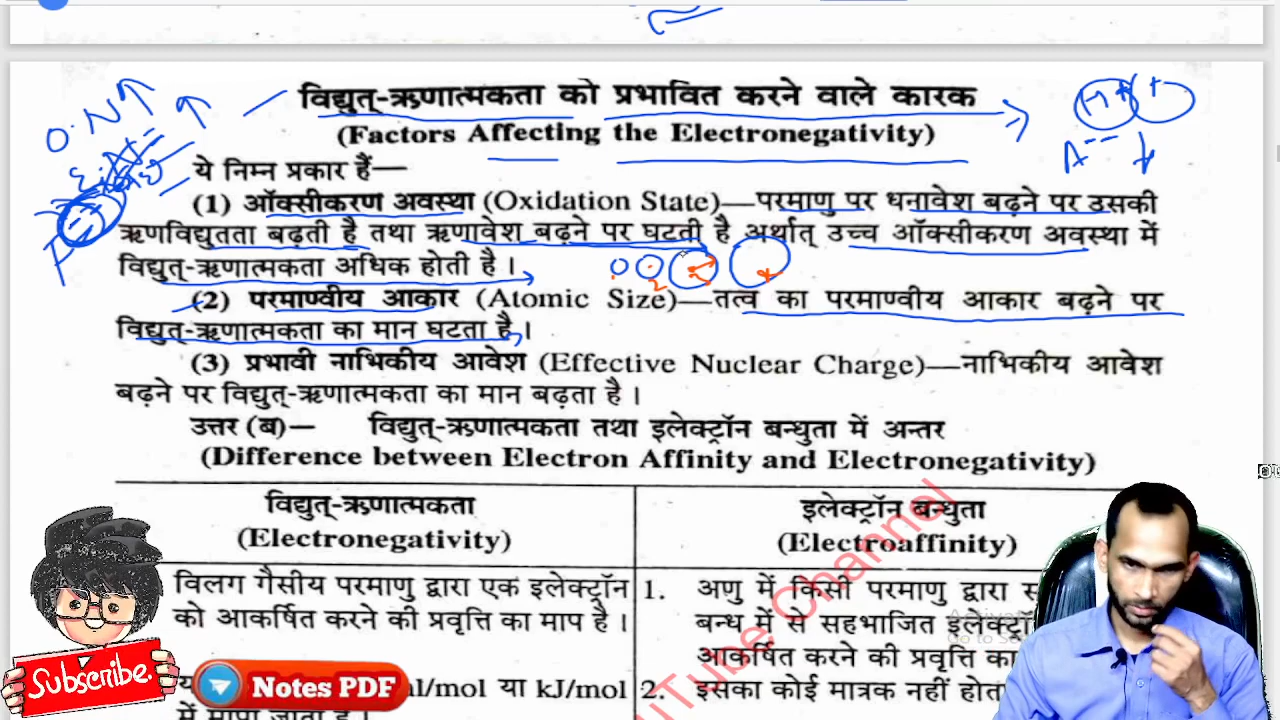 विद्युत्-ऋणात्मकता को प्रभावित करने वाले कारक
(Factors Affecting the Electronegativity)
ये निम्न प्रकार हैं—
(1) ऑक्सीकरण अवस्था (Oxidation State)—परमाणु पर धनावेश बढ़ने पर उसकी
ऋणविद्युतता बढ़ती है तथा ऋणावेश बढ़ने पर घटती है अर्थात् उच्च ऑक्सीकरण अवस्था में
विद्युत्-ऋणात्मकता अधिक होती है।
(2) परमाण्वीय आकार (Atomic Size)—तत्व का परमाण्वीय आकार बढ़ने पर
विद्युत्-ऋणात्मकता का मान घटता है।
(3) प्रभावी नाभिकीय आवेश (Effective Nuclear Charge)—नाभिकीय आवेश
बढ़ने पर विद्युत्-ऋणात्मकता का मान बढ़ता है।
उत्तर (ब)— विद्युत्-ऋणात्मकता तथा इलेक्ट्रॉन बन्धुता में अन्तर
(Difference between Electron Affinity and Electronegativity)
विद्युत्-ऋणात्मकता
(Electronegativity)
विलग गैसीय परमाणु द्वारा एक इलेक्ट्रॉन
को आकर्षित करने की प्रवृत्ति का माप है।
al/mol या kJ/mol
में मापा जाता है।
इलेक्ट्रॉन बन्धुता
(Electroaffinity)
1. अणु में किसी परमाणु द्वारा
बन्ध में से सहभाजित
आकर्षित करने की प्रवृत्ति का
2. इसका कोई मात्रक नहीं
Tube Channel
Subscribe.
Notes PDF